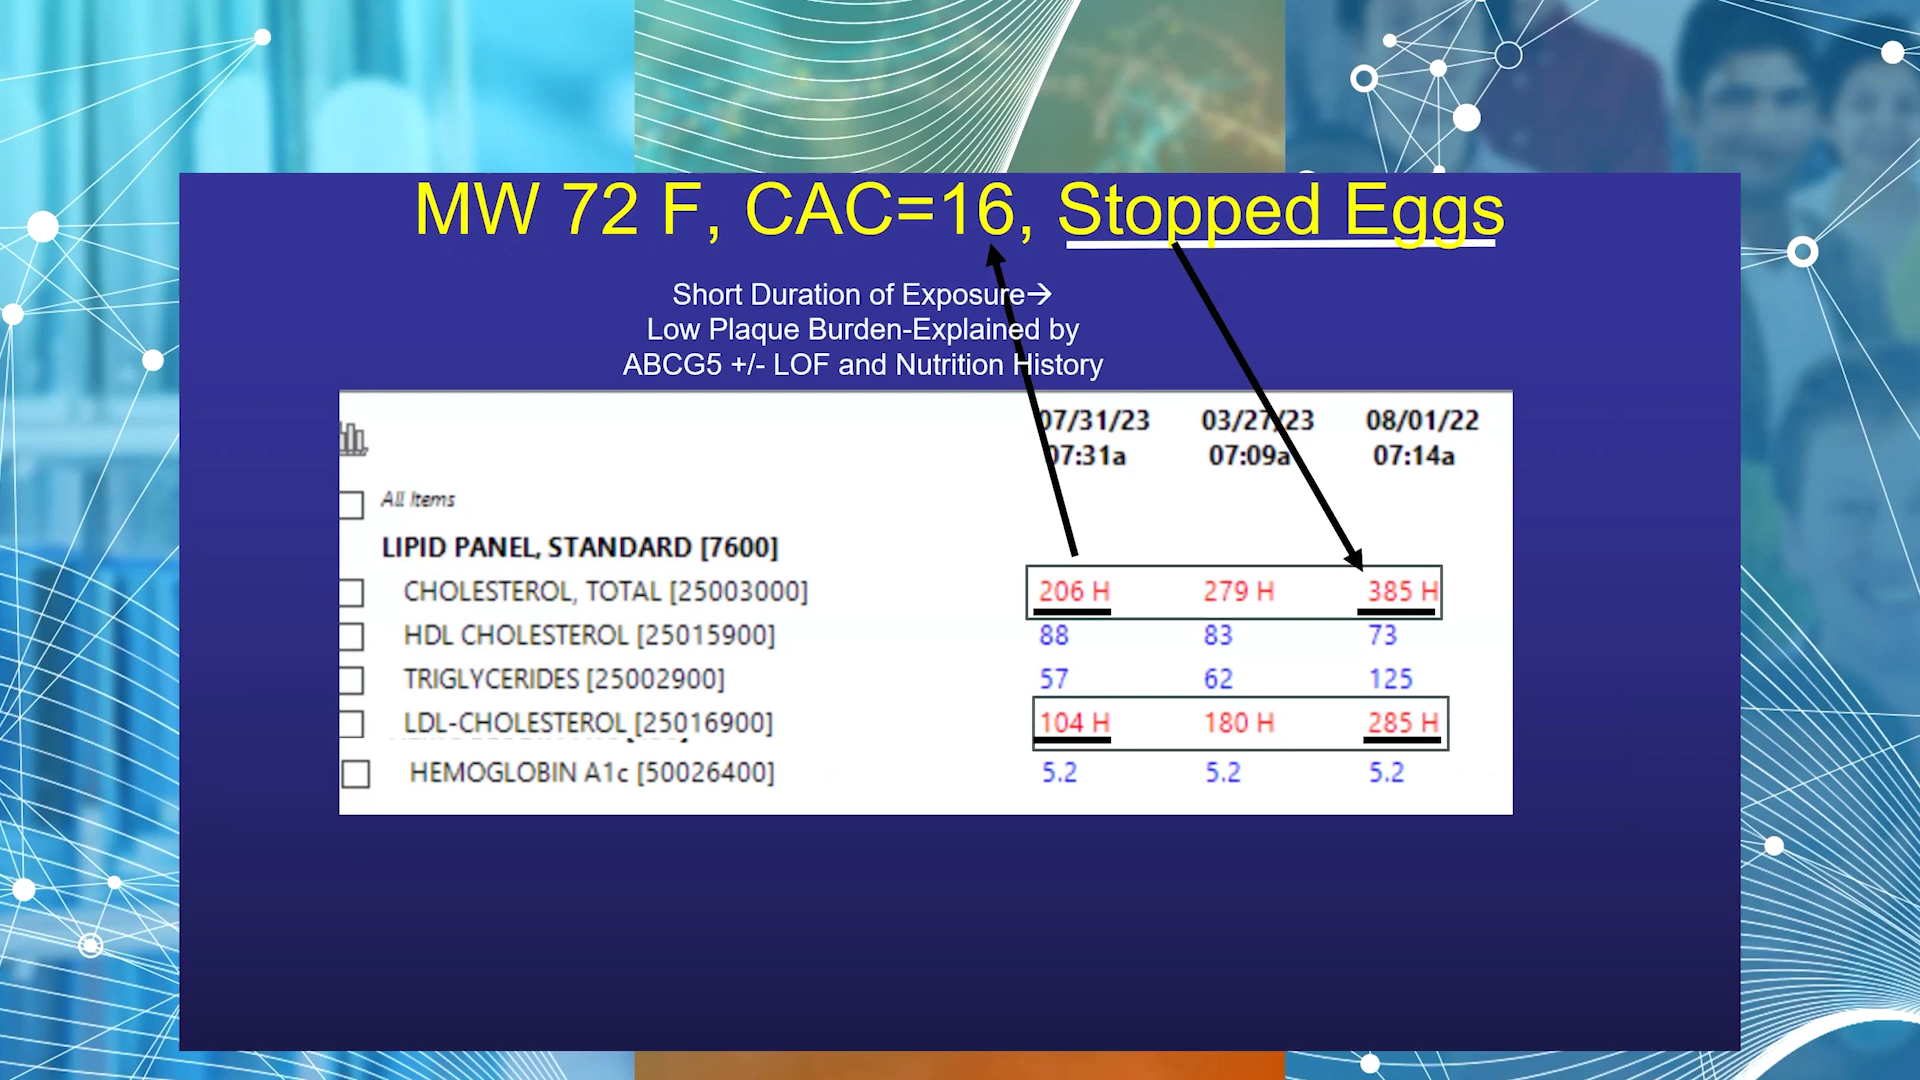 MW 72 F, CAC=16, Stopped Eggs
Short Duration of Exposure→
Low Plaque Burden-Explained by
ABCG5 +/- LOF and Nutrition History
07/31/23 03/27/23 08/01/22
07:31a 07:09a 07:14a
All Items
LIPID PANEL, STANDARD [7600]
CHOLESTEROL, TOTAL [25003000] 206 H 279 H 385 H
HDL CHOLESTEROL [25015900] 88 83 73
TRIGLYCERIDES [25002900] 57 62 125
LDL-CHOLESTEROL [25016900] 104 H 180 H 285 H
HEMOGLOBIN A1c [50026400] 5.2 5.2 5.2